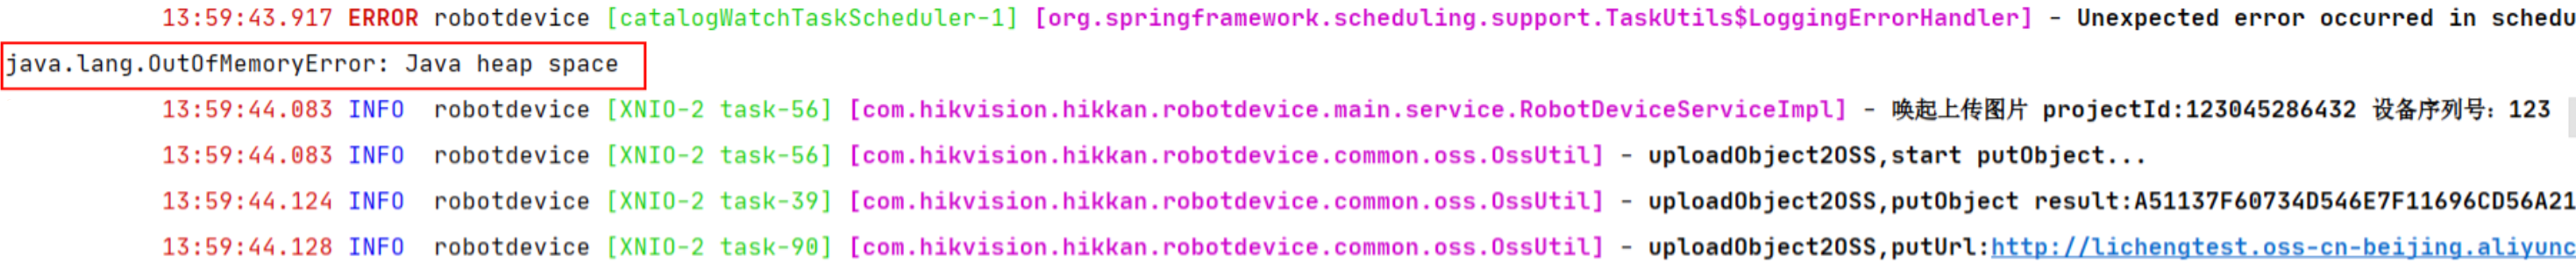 13:59:43.917 ERROR robotdevice [catalogWatchTaskScheduler-1] [org.springframework.scheduling.support.TaskUtils$LoggingErrorHandler] - Unexpected error occurred in schedu
java.lang.OutOfMemoryError: Java heap space
13:59:44.083 INFO robotdevice [XNIO-2 task-56] [com.hikvision.hikkan.robotdevice.main.service.RobotDeviceServiceImpl] - 唤起上传图片 projectId:123045286432 设备序列号：123
13:59:44.083 INFO robotdevice [XNIO-2 task-56] [com.hikvision.hikkan.robotdevice.common.oss.OssUtil] - uploadObject2OSS,start putObject...
13:59:44.124 INFO robotdevice [XNIO-2 task-39] [com.hikvision.hikkan.robotdevice.common.oss.OssUtil] - uploadObject2OSS,putObject result:A51137F60734D546E7F11696CD56A21
13:59:44.128 INFO robotdevice [XNIO-2 task-90] [com.hikvision.hikkan.robotdevice.common.oss.OssUtil] - uploadObject2OSS,putUrl:http://lichengtest.oss-cn-beijing.aliyunc